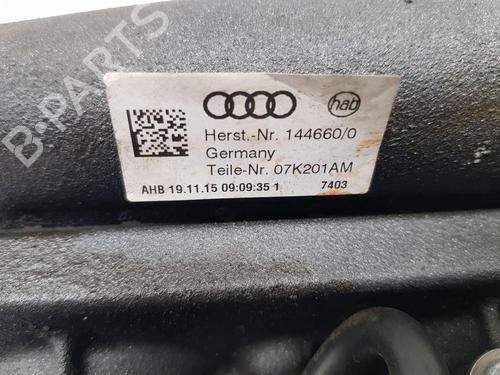 B-PARTS
hab
Herst.-Nr. 144660/0
Germany
Teile-Nr. 07K201AM
AHB 19.11.15 09:09:35 1 7403